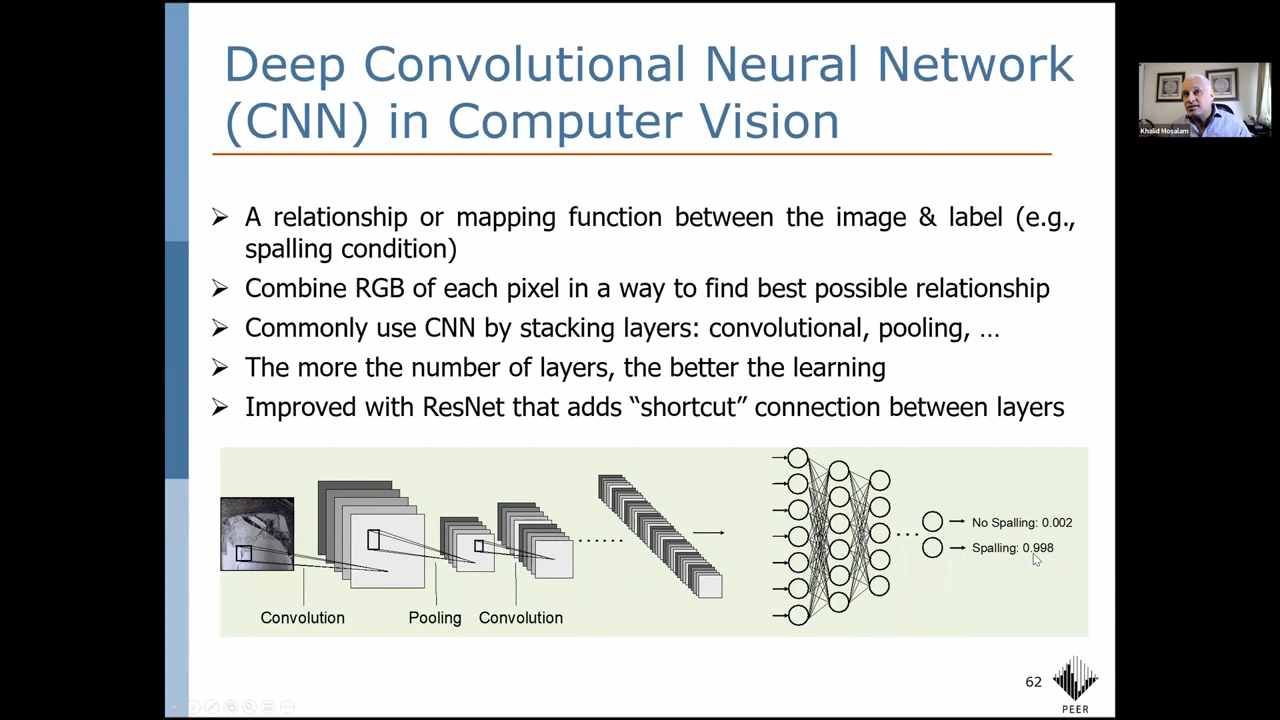 Deep Convolutional Neural Network
(CNN) in Computer Vision
Khalid Mosalam
A relationship or mapping function between the image & label (e.g.,
spalling condition)
Combine RGB of each pixel in a way to find best possible relationship
Commonly use CNN by stacking layers: convolutional, pooling, …
The more the number of layers, the better the learning
Improved with ResNet that adds “shortcut” connection between layers
No Spalling: 0.002
Spalling: 0.998
Convolution Pooling Convolution
62
PEER